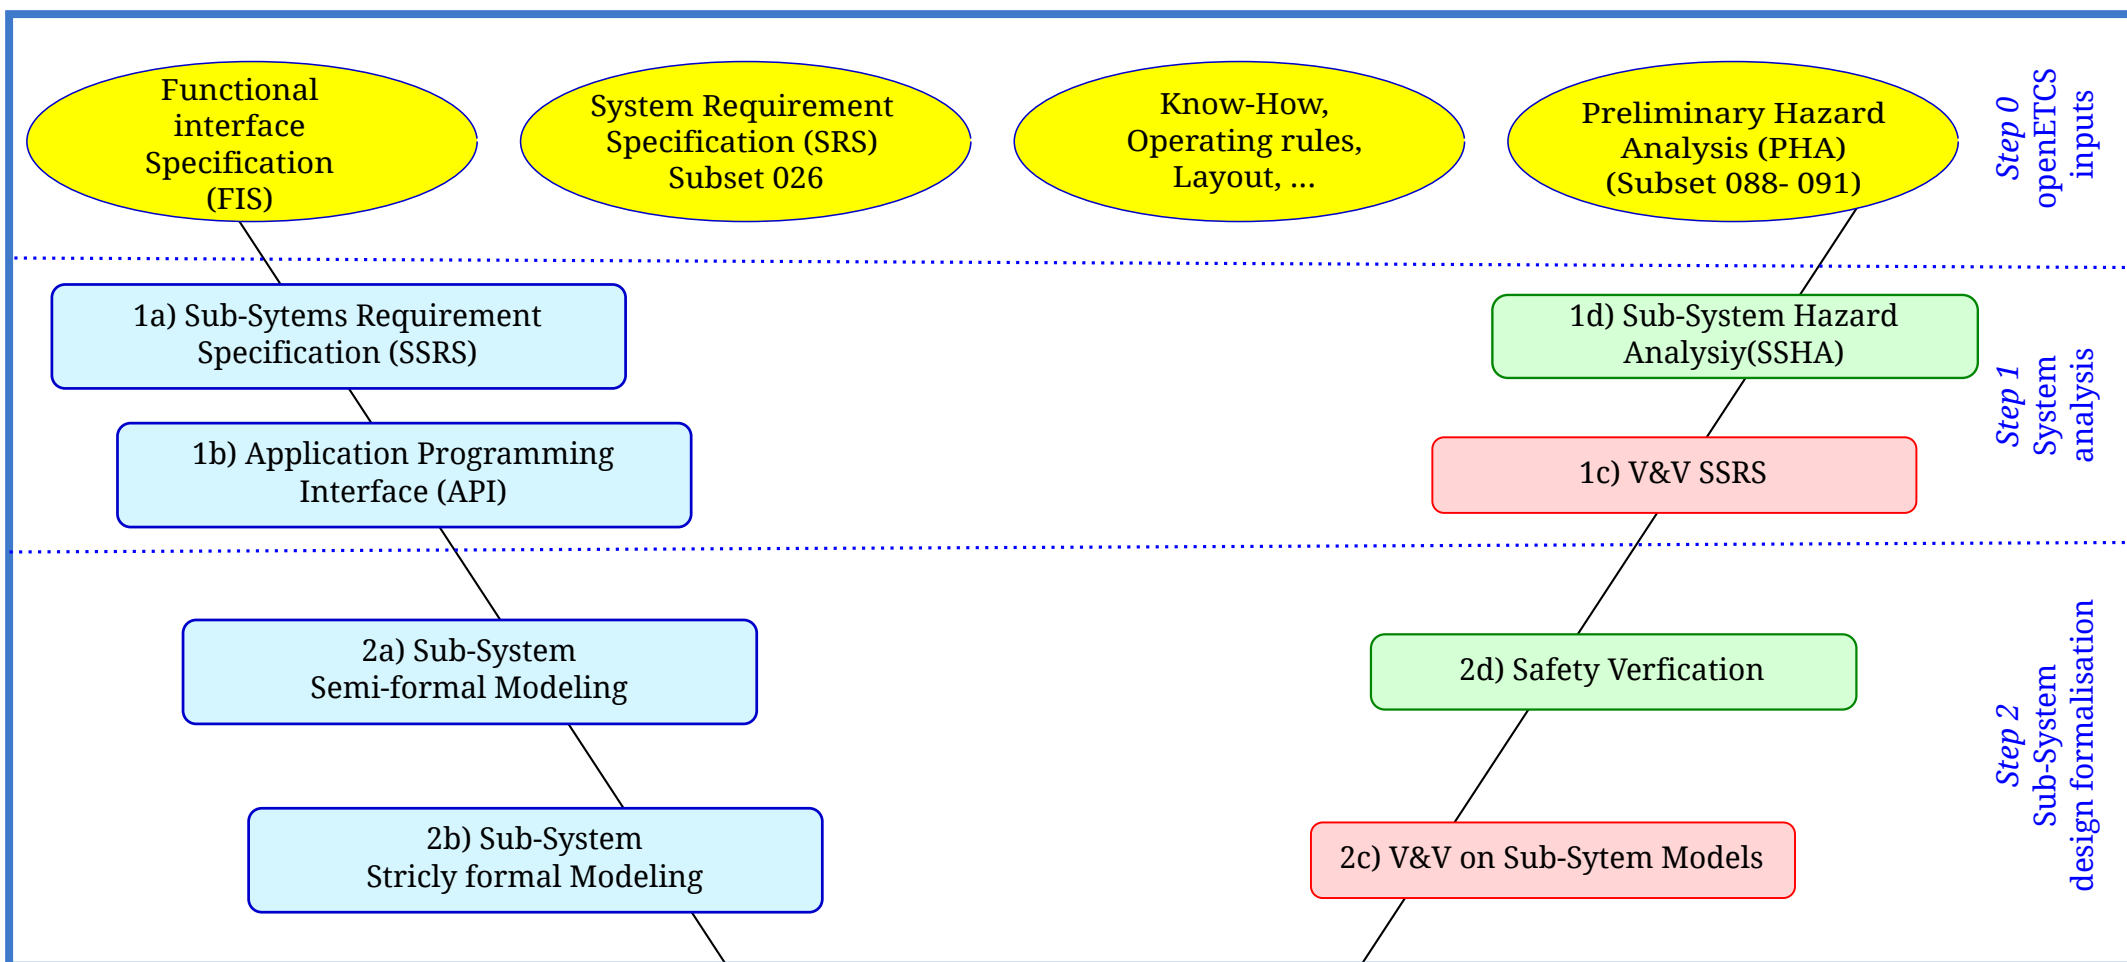 Functional
interface
Specification
(FIS)
System Requirement
Specification (SRS)
Subset 026
Know-How,
Operating rules,
Layout, ...
Preliminary Hazard
Analysis (PHA)
(Subset 088- 091)
Step 0
openETCS
inputs
1a) Sub-Sytems Requirement
Specification (SSRS)
1d) Sub-System Hazard
Analysiy(SSHA)
1b) Application Programming
Interface (API)
1c) V&V SSRS
Step 1
System
analysis
2a) Sub-System
Semi-formal Modeling
2d) Safety Verfication
2b) Sub-System
Stricly formal Modeling
2c) V&V on Sub-Sytem Models
Step 2
Sub-System
design formalisation